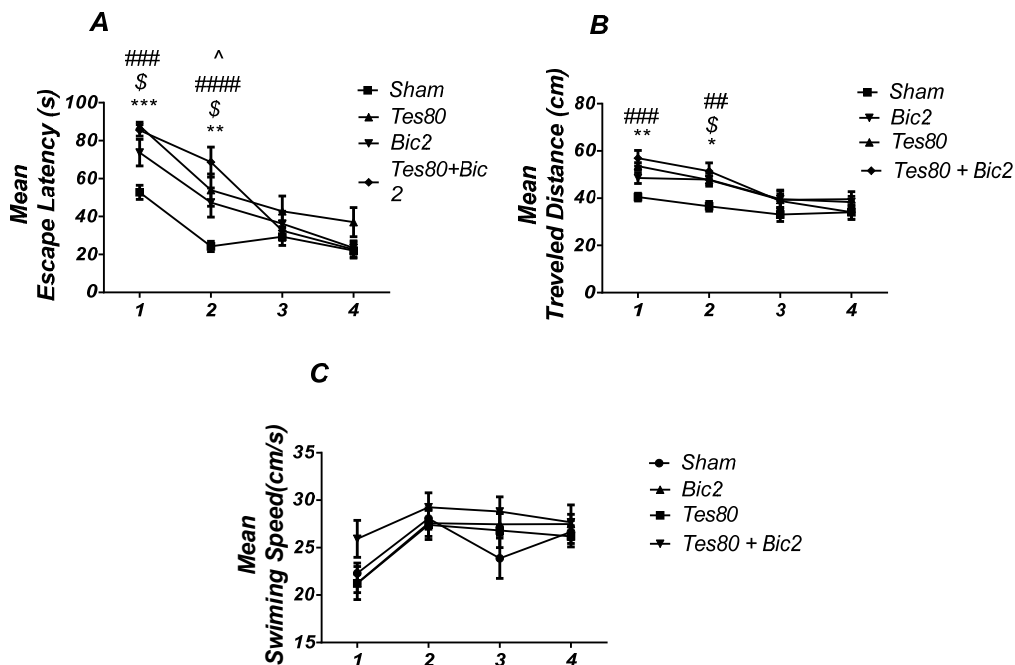 A
###
$
***
^
####
$
**
Mean
Escape Latency (s)
100
80
60
40
20
0
1
2
3
4
Sham
Tes80
Bic2
Tes80+Bic
2
B
###
**
##
$
*
Mean
Treveled Distance (cm)
80
60
40
20
0
1
2
3
4
Sham
Bic2
Tes80
Tes80 + Bic2
C
Mean
Swiming Speed(cm/s)
35
30
25
20
15
1
2
3
4
Sham
Bic2
Tes80
Tes80 + Bic2